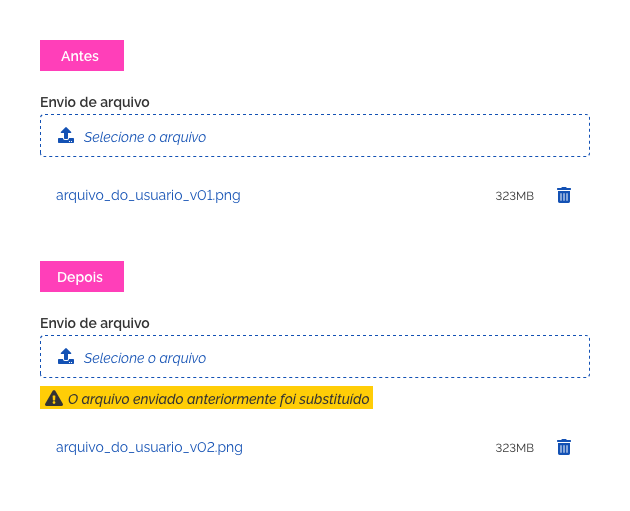 Antes
Envio de arquivo
Selecione o arquivo
arquivo_do_usuario_v01.png 323MB
Depois
Envio de arquivo
Selecione o arquivo
O arquivo enviado anteriormente foi substituído
arquivo_do_usuario_v02.png 323MB